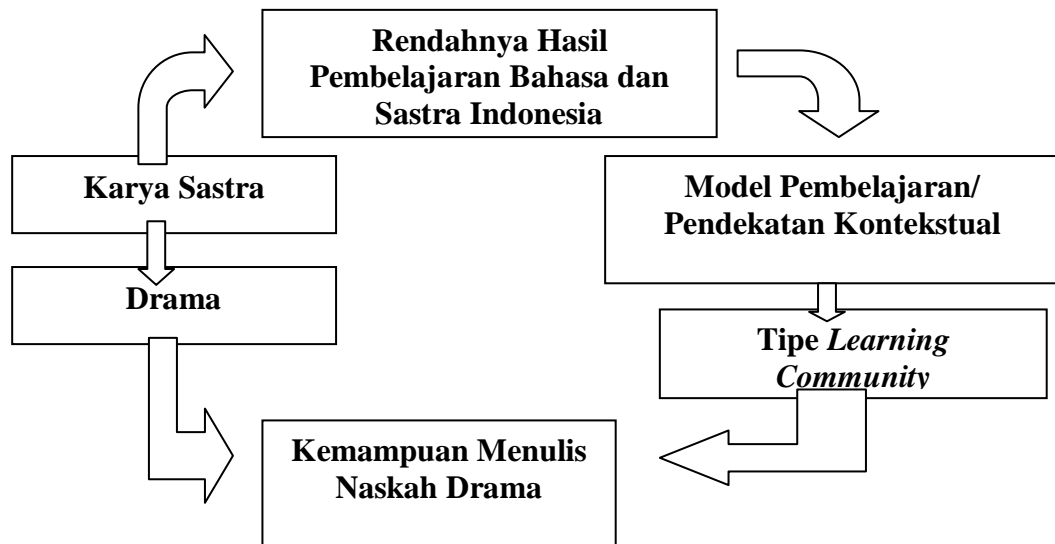 Rendahnya Hasil
Pembelajaran Bahasa dan
Sastra Indonesia
Karya Sastra
Model Pembelajaran/
Pendekatan Kontekstual
Drama
Tipe Learning
Community
Kemampuan Menulis
Naskah Drama